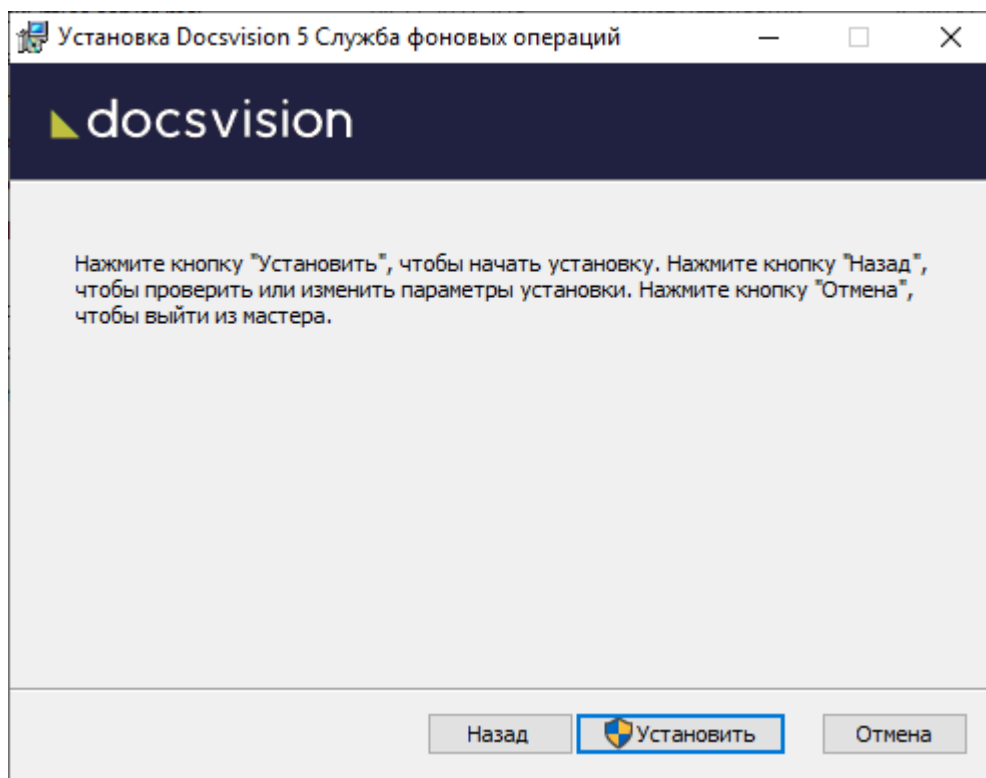 Установка Docsvision 5 Служба фоновых операций
docsvision
Нажмите кнопку "Установить", чтобы начать установку. Нажмите кнопку "Назад",
чтобы проверить или изменить параметры установки. Нажмите кнопку "Отмена",
чтобы выйти из мастера.
Назад
Установить
Отмена